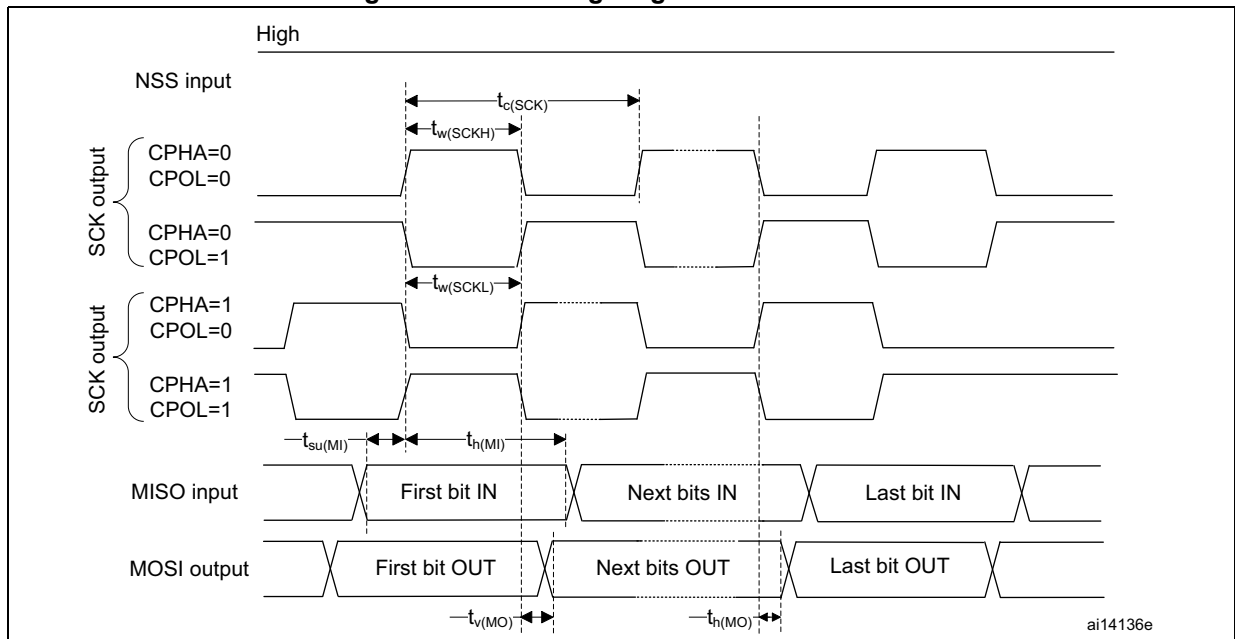 High
NSS input
tc(SCK)
tw(SCKH)
SCK output
CPHA=0
CPOL=0
CPHA=0
CPOL=1
tw(SCKL)
SCK output
CPHA=1
CPOL=0
CPHA=1
CPOL=1
tsu(MI)
th(MI)
MISO input
First bit IN
Next bits IN
Last bit IN
MOSI output
First bit OUT
Next bits OUT
Last bit OUT
tv(MO)
th(MO)
ai14136e